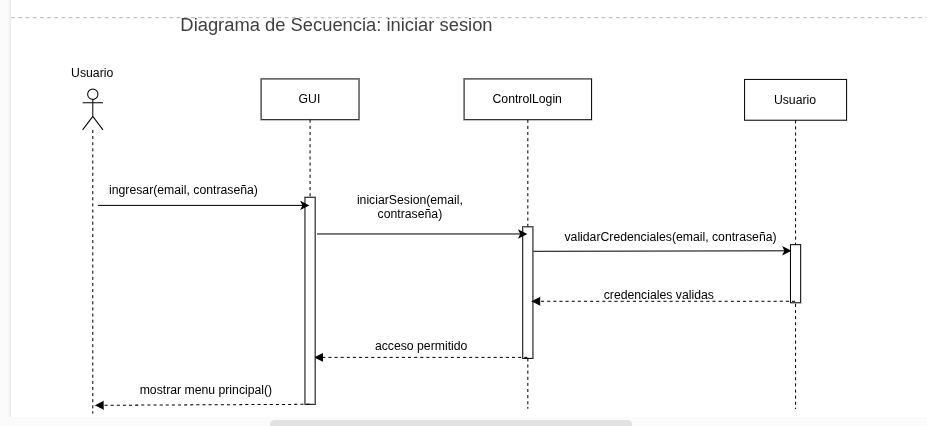 Diagrama de Secuencia: iniciar sesion
Usuario
GUI
ControlLogin
Usuario
ingresar(email, contraseña)
iniciarSesion(email,
contraseña)
validarCredenciales(email, contraseña)
credenciales validas
acceso permitido
mostrar menu principal()